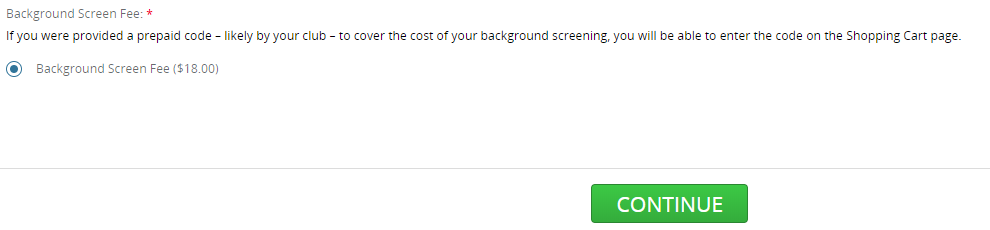 Background Screen Fee: *
If you were provided a prepaid code – likely by your club – to cover the cost of your background screening, you will be able to enter the code on the Shopping Cart page.
Background Screen Fee ($18.00)
CONTINUE